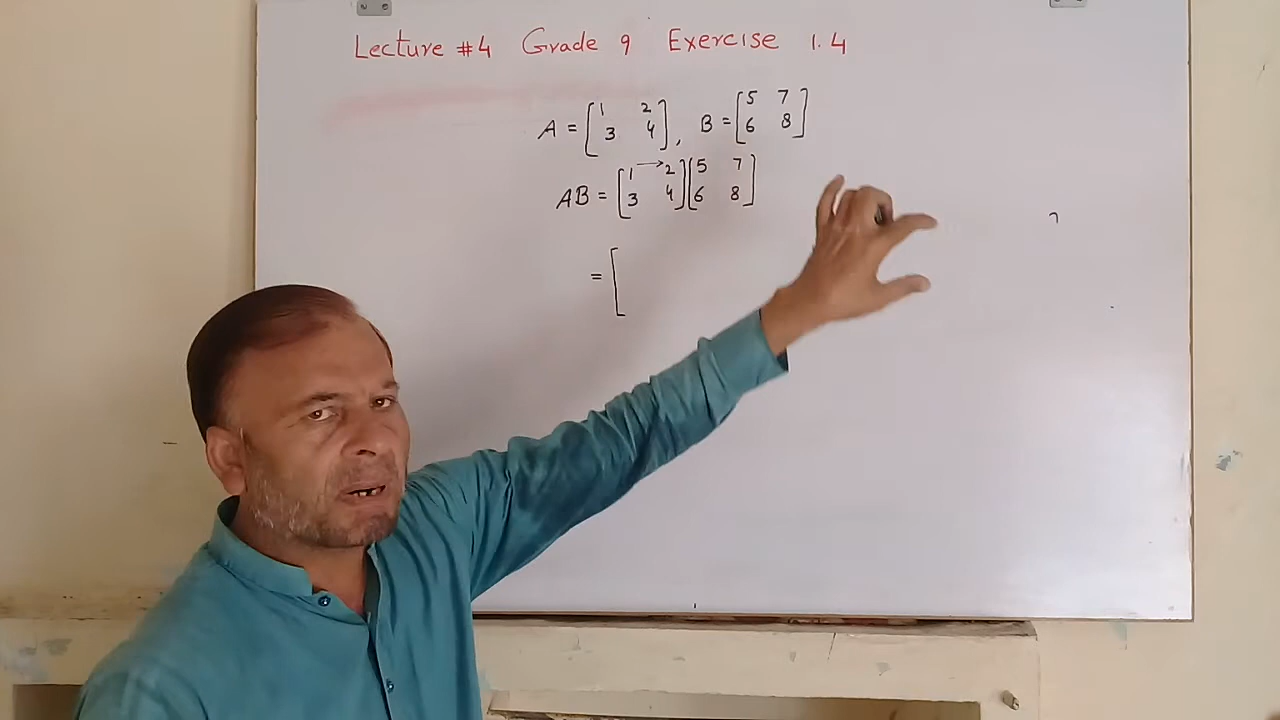 Lecture #4 Grade 9 Exercise 1.4
A = [1 2 3 4], B = [5 7 6 8]
AB = [1 → 2 3 4] [5 7 6 8]
= [